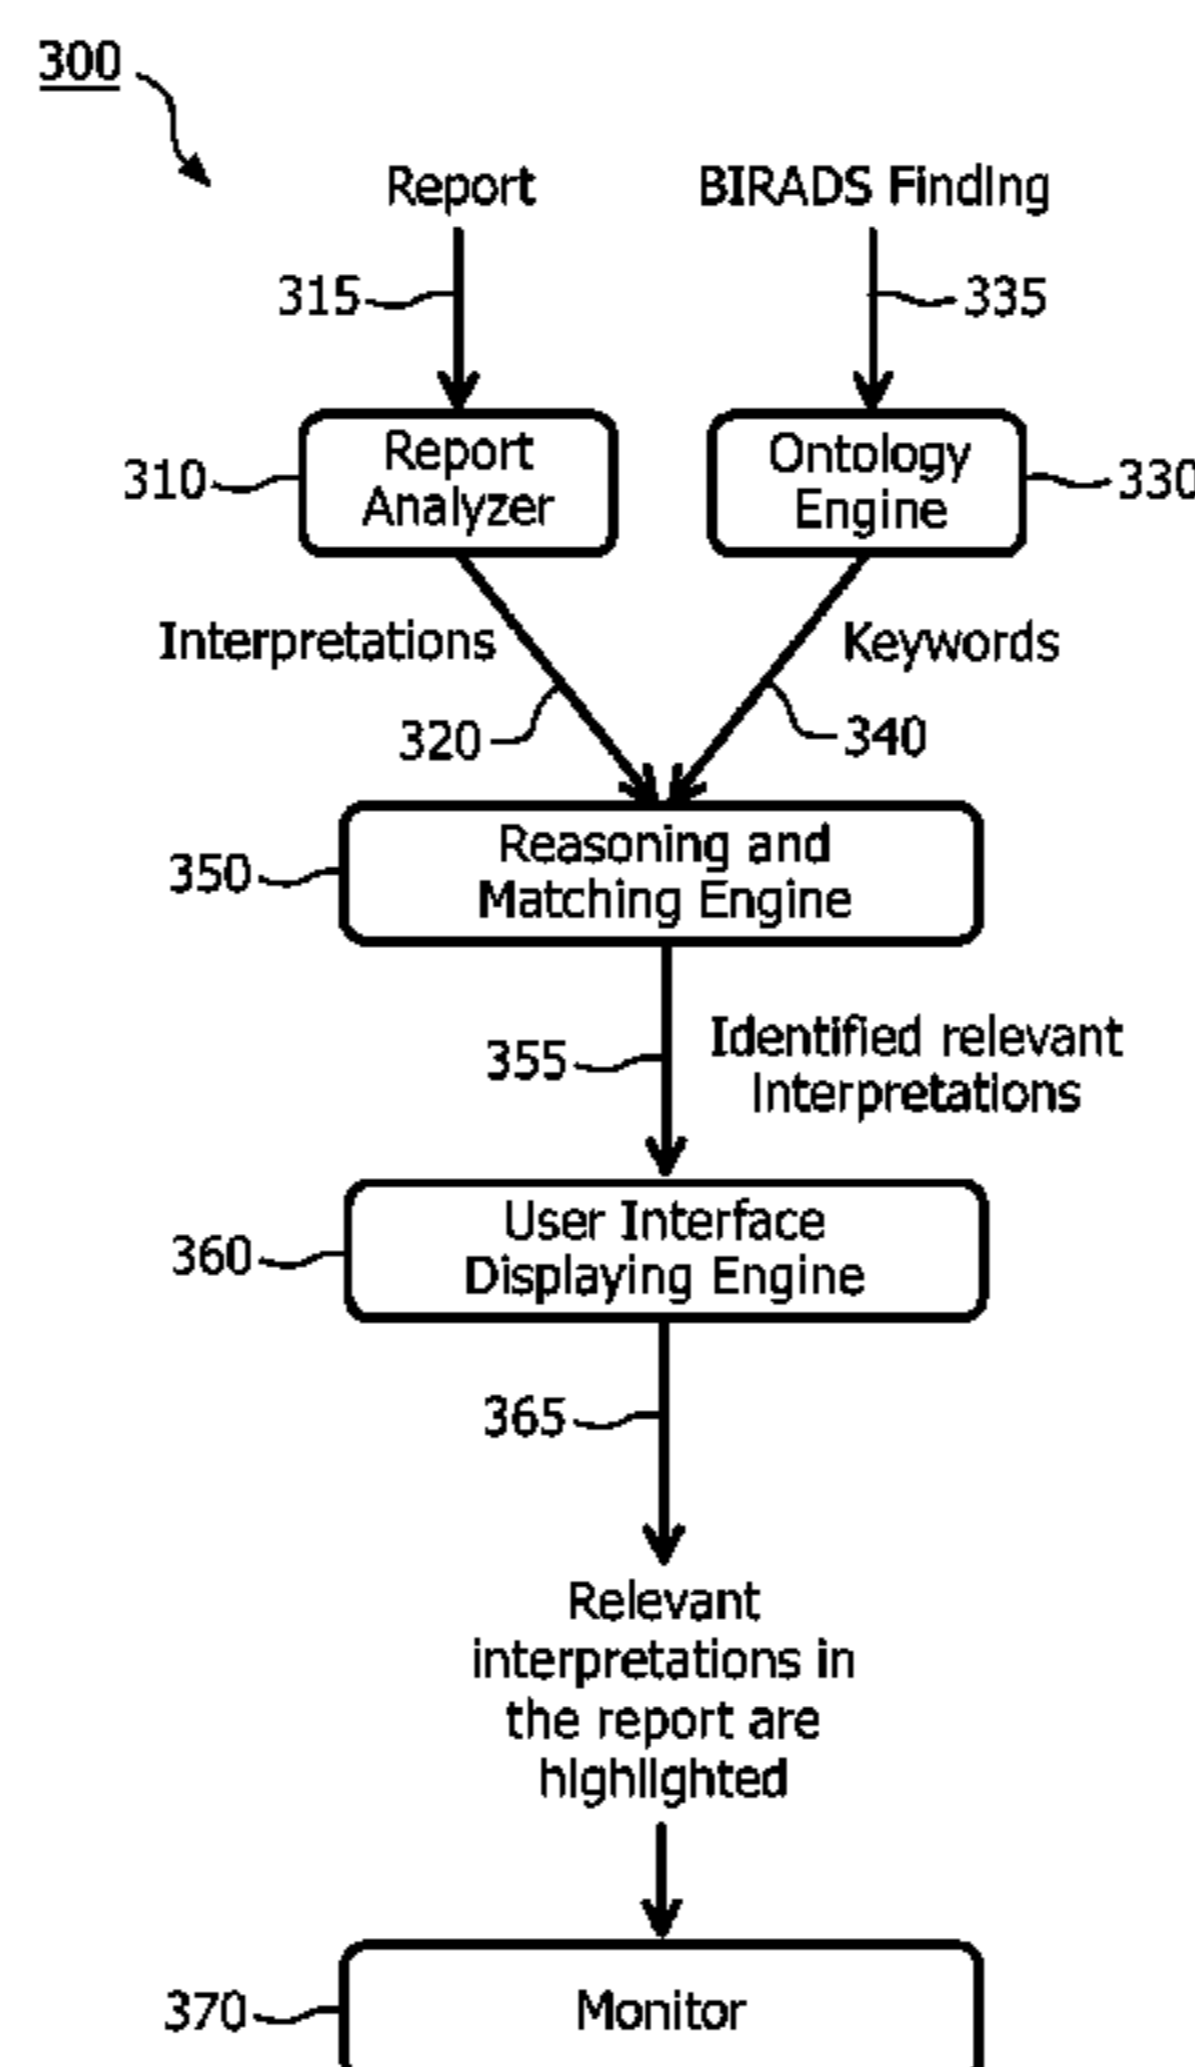 300
Report
BIRADS Finding
315
335
Report
Analyzer
310
Ontology
Engine
330
Interpretations
Keywords
320
340
Reasoning and
Matching Engine
350
Identified relevant
Interpretations
355
User Interface
Displaying Engine
360
365
Relevant
interpretations in
the report are
highlighted
Monitor
370